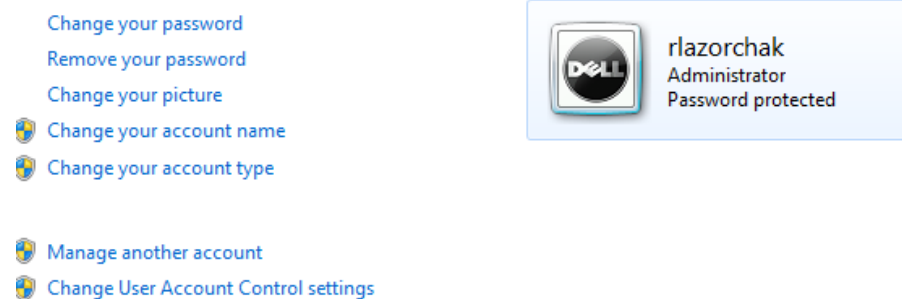 Change your password
Remove your password
Change your picture
Change your account name
Change your account type
Manage another account
Change User Account Control settings
DELL
rlazorchak
Administrator
Password protected